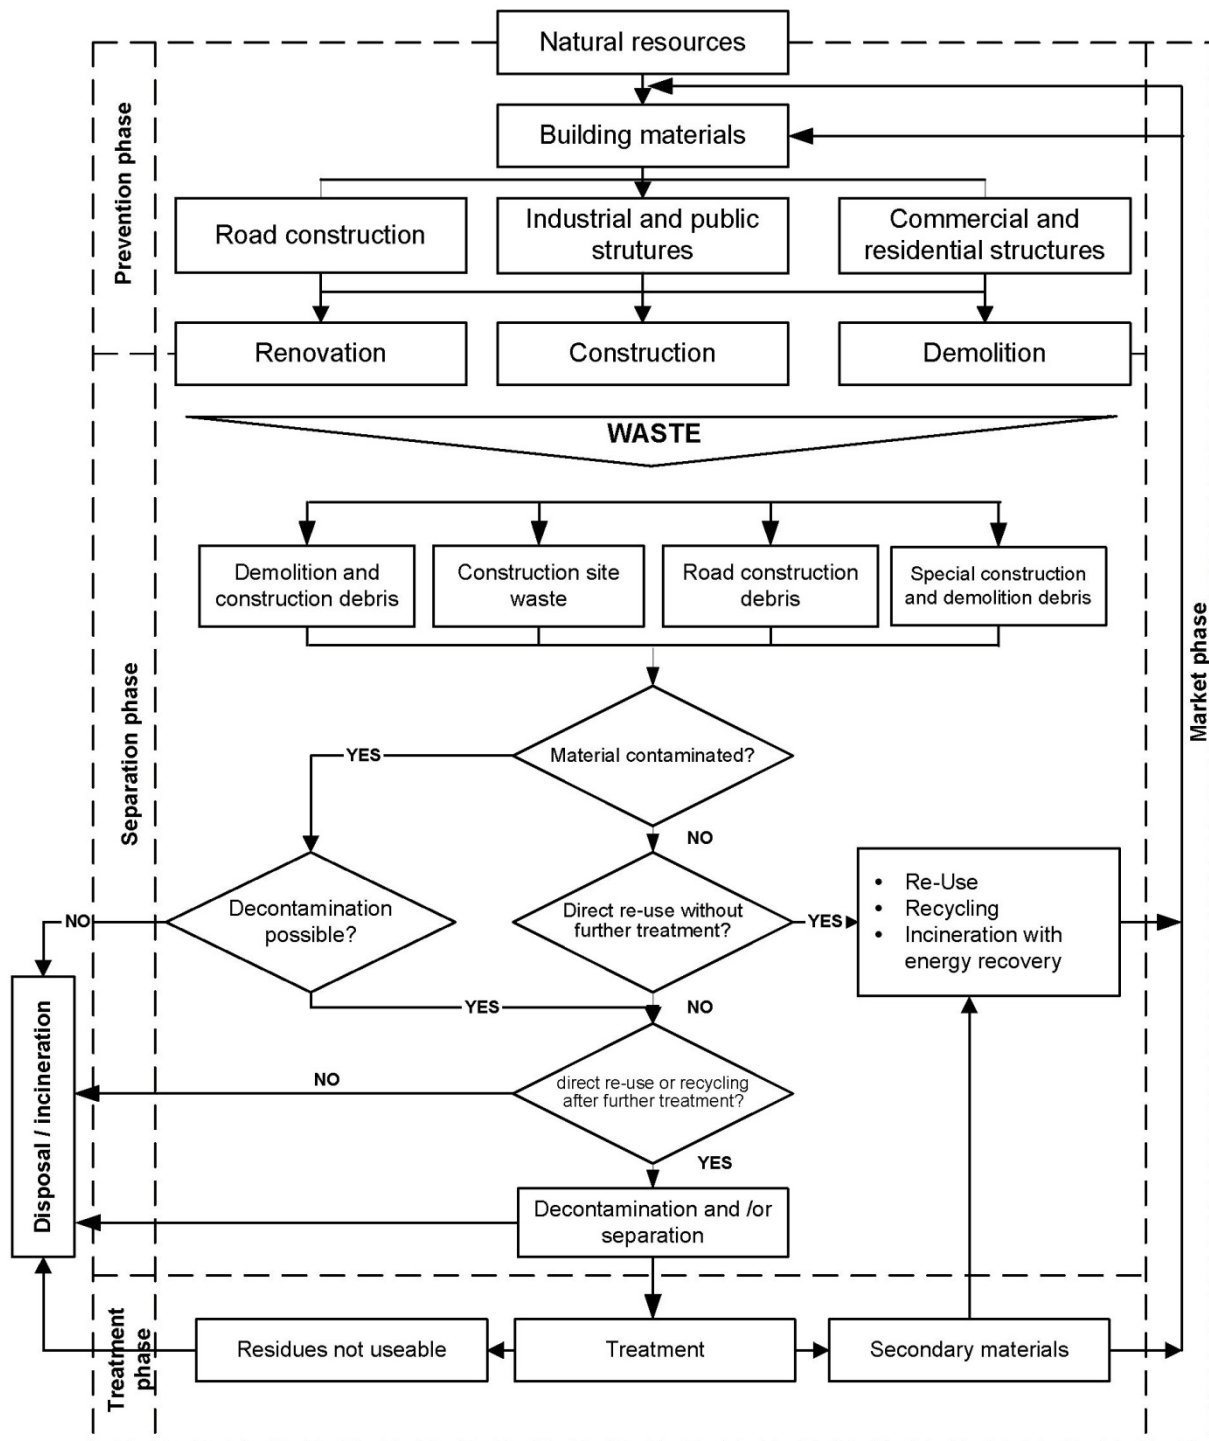 Natural resources
Prevention phase
Building materials
Road construction
Industrial and public
strutures
Commercial and
residential structures
Renovation
Construction
Demolition
WASTE
Demolition and
construction debris
Construction site
waste
Road construction
debris
Special construction
and demolition debris
Market phase
Separation phase
Material contaminated?
YES
NO
Decontamination
possible?
NO
Direct re-use without
further treatment?
YES
• Re-Use
• Recycling
• Incineration with
energy recovery
YES
NO
Disposal / incineration
NO
direct re-use or recycling
after further treatment?
YES
Decontamination and /or
separation
Treatment
phase
Residues not useable
Treatment
Secondary materials